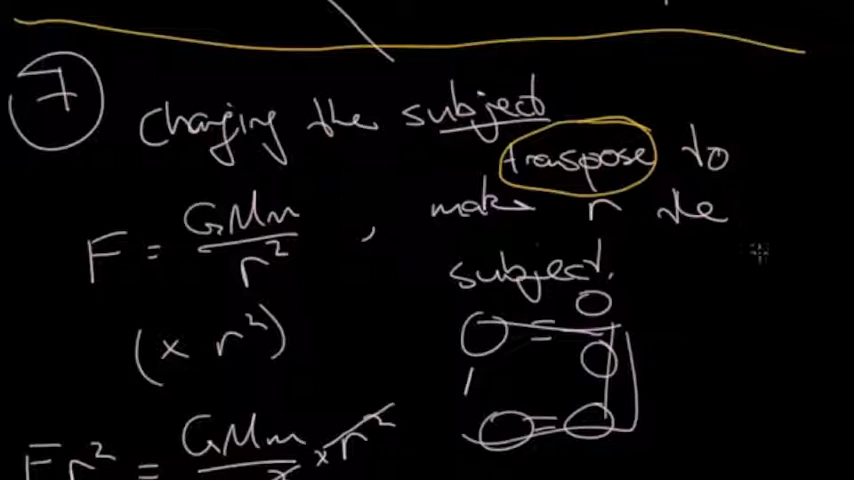 7 Changing the subject
transpose to
F = GMm/r² , make r the
subject.
(× r²)
Fr² = GMm/r² × r²